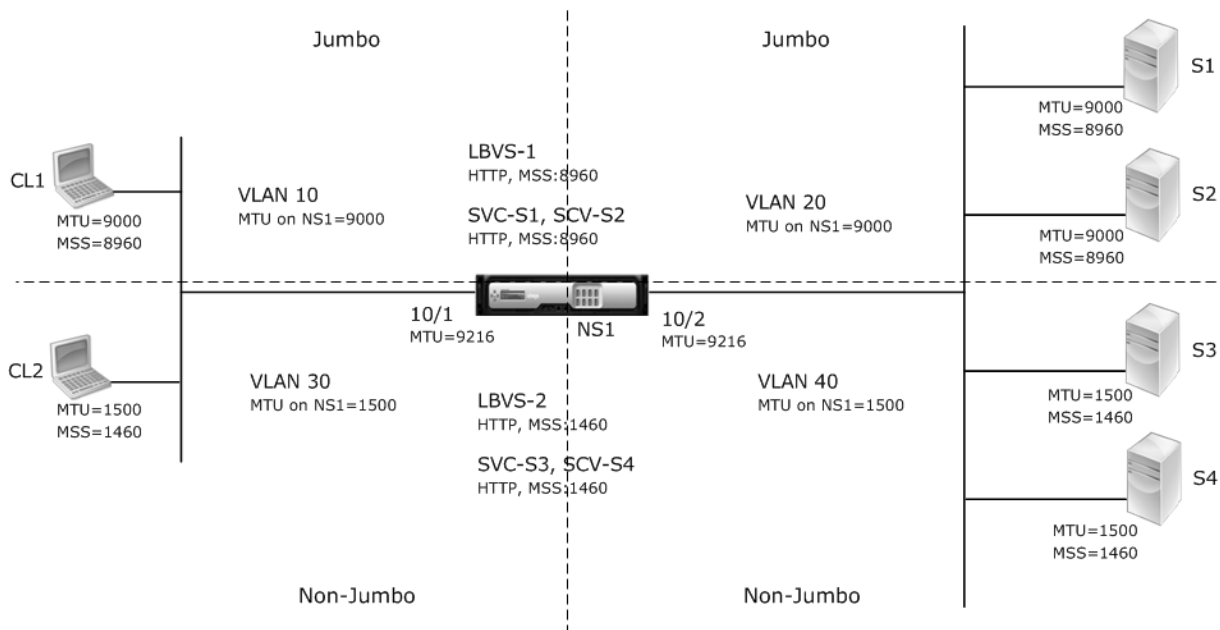 Jumbo
Jumbo
S1
MTU=9000
MSS=8960
LBVS-1
HTTP, MSS:8960
CL1
VLAN 10
MTU on NS1=9000
MTU=9000
MSS=8960
SVC-S1, SCV-S2
HTTP, MSS:8960
VLAN 20
MTU on NS1=9000
S2
MTU=9000
MSS=8960
10/1
MTU=9216
NS1
10/2
MTU=9216
S3
MTU=1500
MSS=1460
CL2
VLAN 30
MTU on NS1=1500
MTU=1500
MSS=1460
LBVS-2
HTTP, MSS:1460
VLAN 40
MTU on NS1=1500
SVC-S3, SCV-S4
HTTP, MSS:1460
S4
MTU=1500
MSS=1460
Non-Jumbo
Non-Jumbo